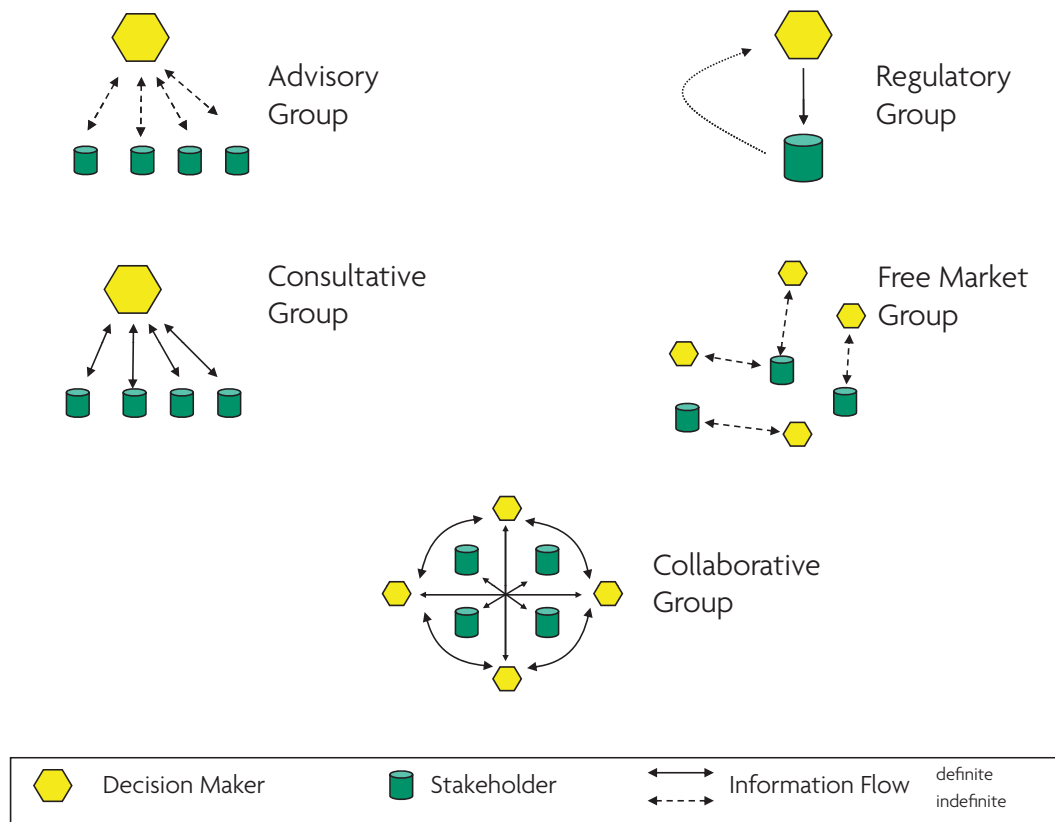 Advisory
Group
Regulatory
Group
Consultative
Group
Free Market
Group
Collaborative
Group
Decision Maker
Stakeholder
Information Flow
definite
indefinite